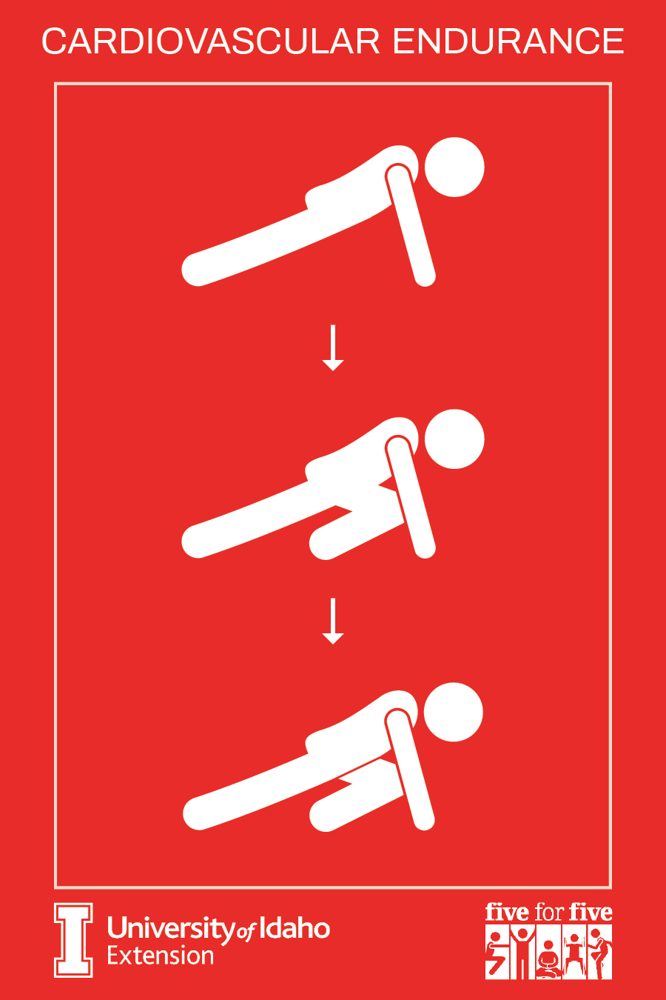 CARDIOVASCULAR ENDURANCE
I University of Idaho
Extension
five for five